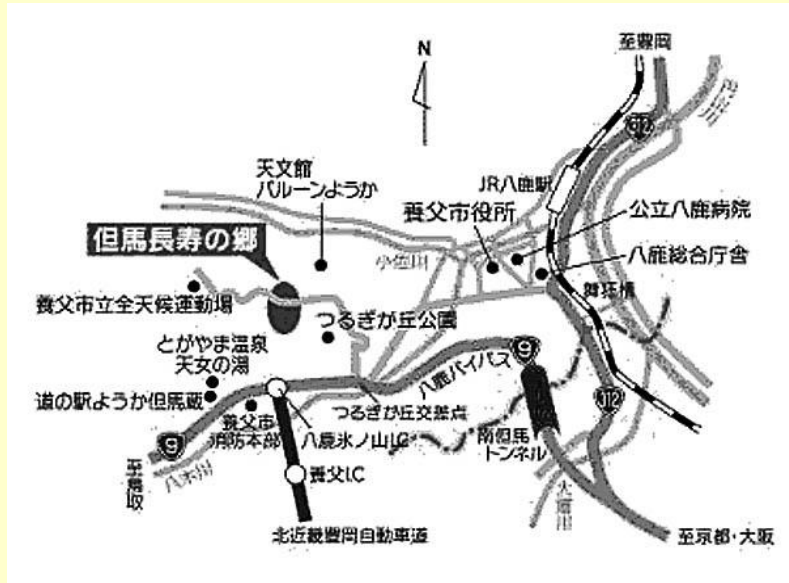 N
至豊岡
312
JR八鹿駅
天文館
バルーンようか
養父市役所
公立八鹿病院
但馬長寿の郷
小佐川
八鹿総合庁舎
舞狂橋
養父市立全天候運動場
つるぎが丘公園
とがやま温泉
天女の湯
9
八鹿バイパス
道の駅ようか但馬蔵
つるぎが丘交差点
312
養父市
消防本部
八鹿氷ノ山IC
南但馬
トンネル
9
八木川
至鳥取
養父IC
北近畿豊岡自動車道
至京都・大阪